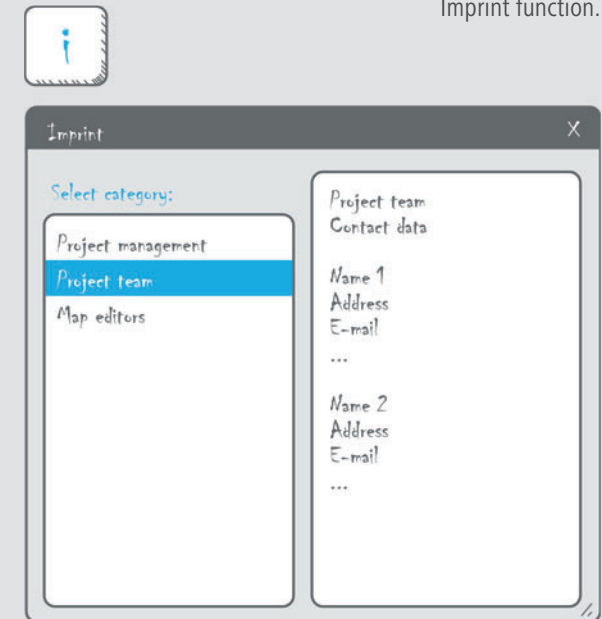 Imprint function.
i
Imprint X
Select category:
Project management
Project team
Map editors
Project team
Contact data
Name 1
Address
E-mail
...
Name 2
Address
E-mail
...